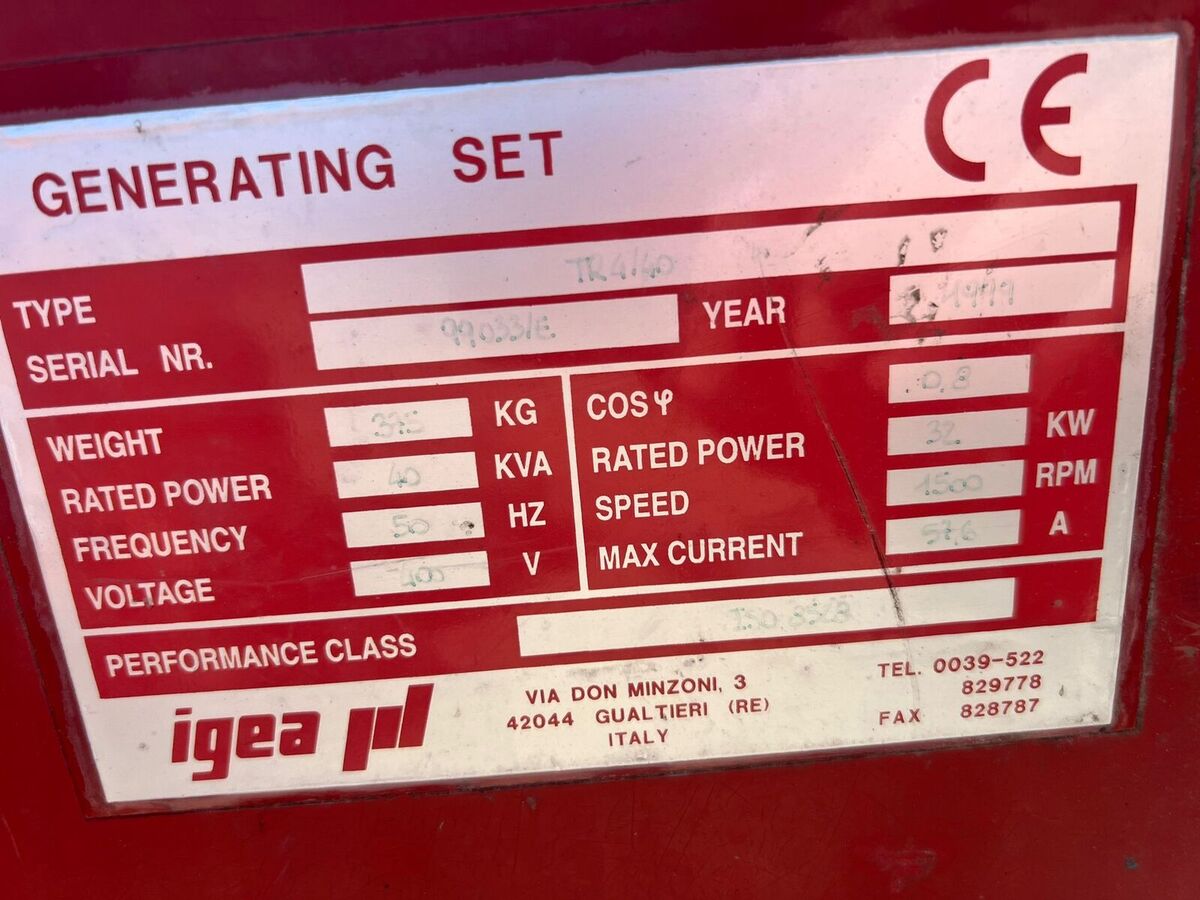 CE
GENERATING SET
TYPE TR4/40
SERIAL NR. 99033/E YEAR 1999
WEIGHT KG COS φ 0.8
RATED POWER 40 KVA RATED POWER 32 KW
FREQUENCY 50 HZ SPEED 1500 RPM
VOLTAGE 400 V MAX CURRENT 57,6 A
PERFORMANCE CLASS ISO 8528
igea pl
VIA DON MINZONI, 3
42044 GUALTIERI (RE)
ITALY
TEL. 0039-522
829778
FAX 828787